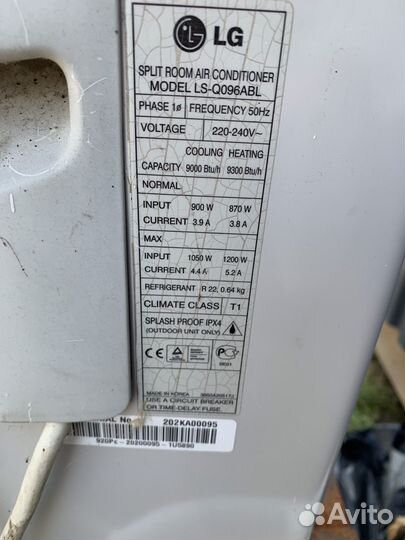 LG
SPLIT ROOM AIR CONDITIONER
MODEL LS-Q096ABL
PHASE 1ø FREQUENCY 50Hz
VOLTAGE 220-240V~
COOLING HEATING
CAPACITY 9000 Btu/h 9300 Btu/h
NORMAL
INPUT 900 W 870 W
CURRENT 3.9 A 3.8 A
MAX
INPUT 1050 W 1200 W
CURRENT 4.4 A 5.2 A
REFRIGERANT R 22, 0.64 kg
CLIMATE CLASS T1
SPLASH PROOF IPX4
(OUTDOOR UNIT ONLY)
CE
MADE IN KOREA
USE A CIRCUIT BREAKER
OR TIME-DELAY FUSE.
No 202KA00095
Avito